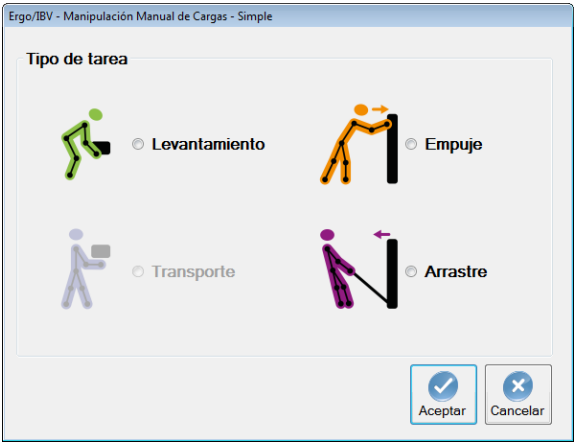 Ergo/IBV - Manipulación Manual de Cargas - Simple
Tipo de tarea
Levantamiento
Empuje
Transporte
Arrastre
Aceptar
Cancelar